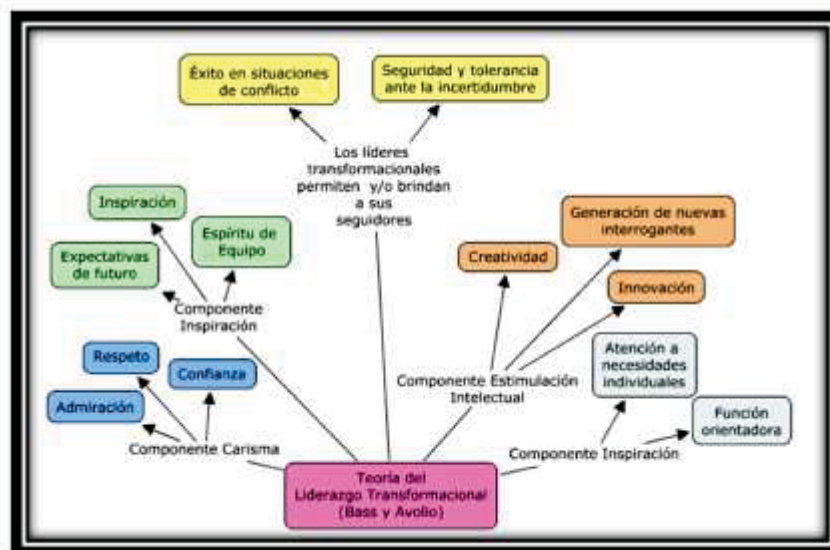 Éxito en situaciones
de conflicto
Seguridad y tolerancia
ante la incertidumbre
Los líderes
transformacionales
permiten y/o brindan
a sus
seguidores
Inspiración
Espíritu de
Equipo
Expectativas
de futuro
Componente
Inspiración
Generación de nuevas
interrogantes
Creatividad
Innovación
Componente Estimulación
Intelectual
Respeto
Confianza
Admiración
Componente Carisma
Atención a
necesidades
individuales
Función
orientadora
Componente Inspiración
Teoría del
Liderazgo Transformacional
(Bass y Avolio)